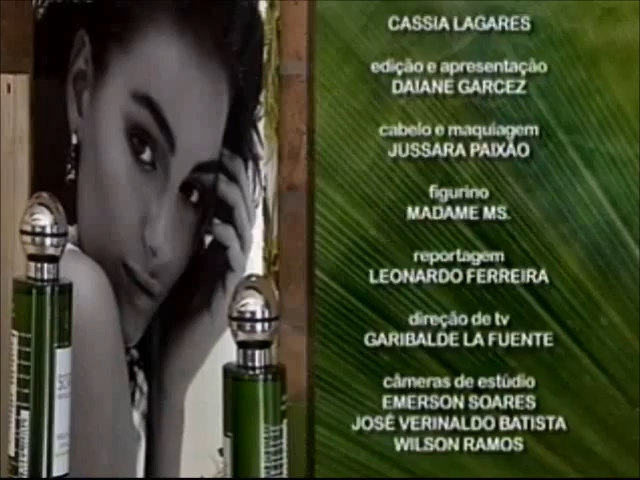 CASSIA LAGARES
edição e apresentação
DAIANE GARCEZ
cabelo e maquiagem
JUSSARA PAIXÃO
figurino
MADAME MS.
reportagem
LEONARDO FERREIRA
direção de tv
GARIBALDE LA FUENTE
câmeras de estúdio
EMERSON SOARES
JOSÉ VERINALDO BATISTA
WILSON RAMOS